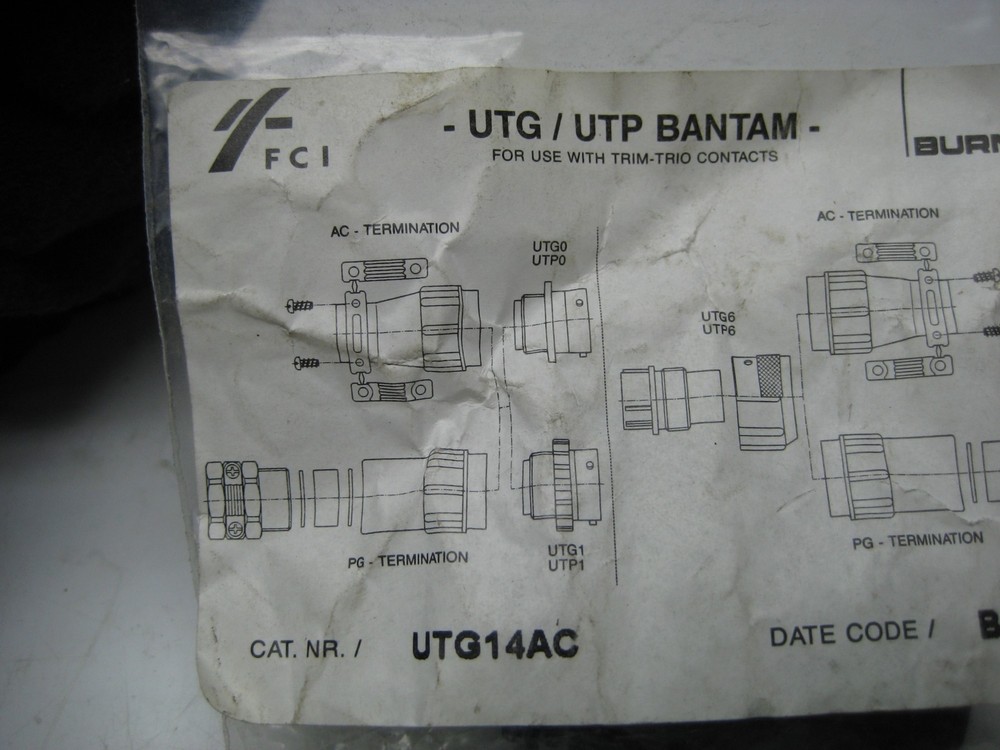 FCI
- UTG / UTP BANTAM -
FOR USE WITH TRIM-TRIO CONTACTS
AC - TERMINATION
UTG0
UTP0
AC - TERMINATION
UTG6
UTP6
PG - TERMINATION
UTG1
UTP1
PG - TERMINATION
CAT. NR. / UTG14AC
DATE CODE /